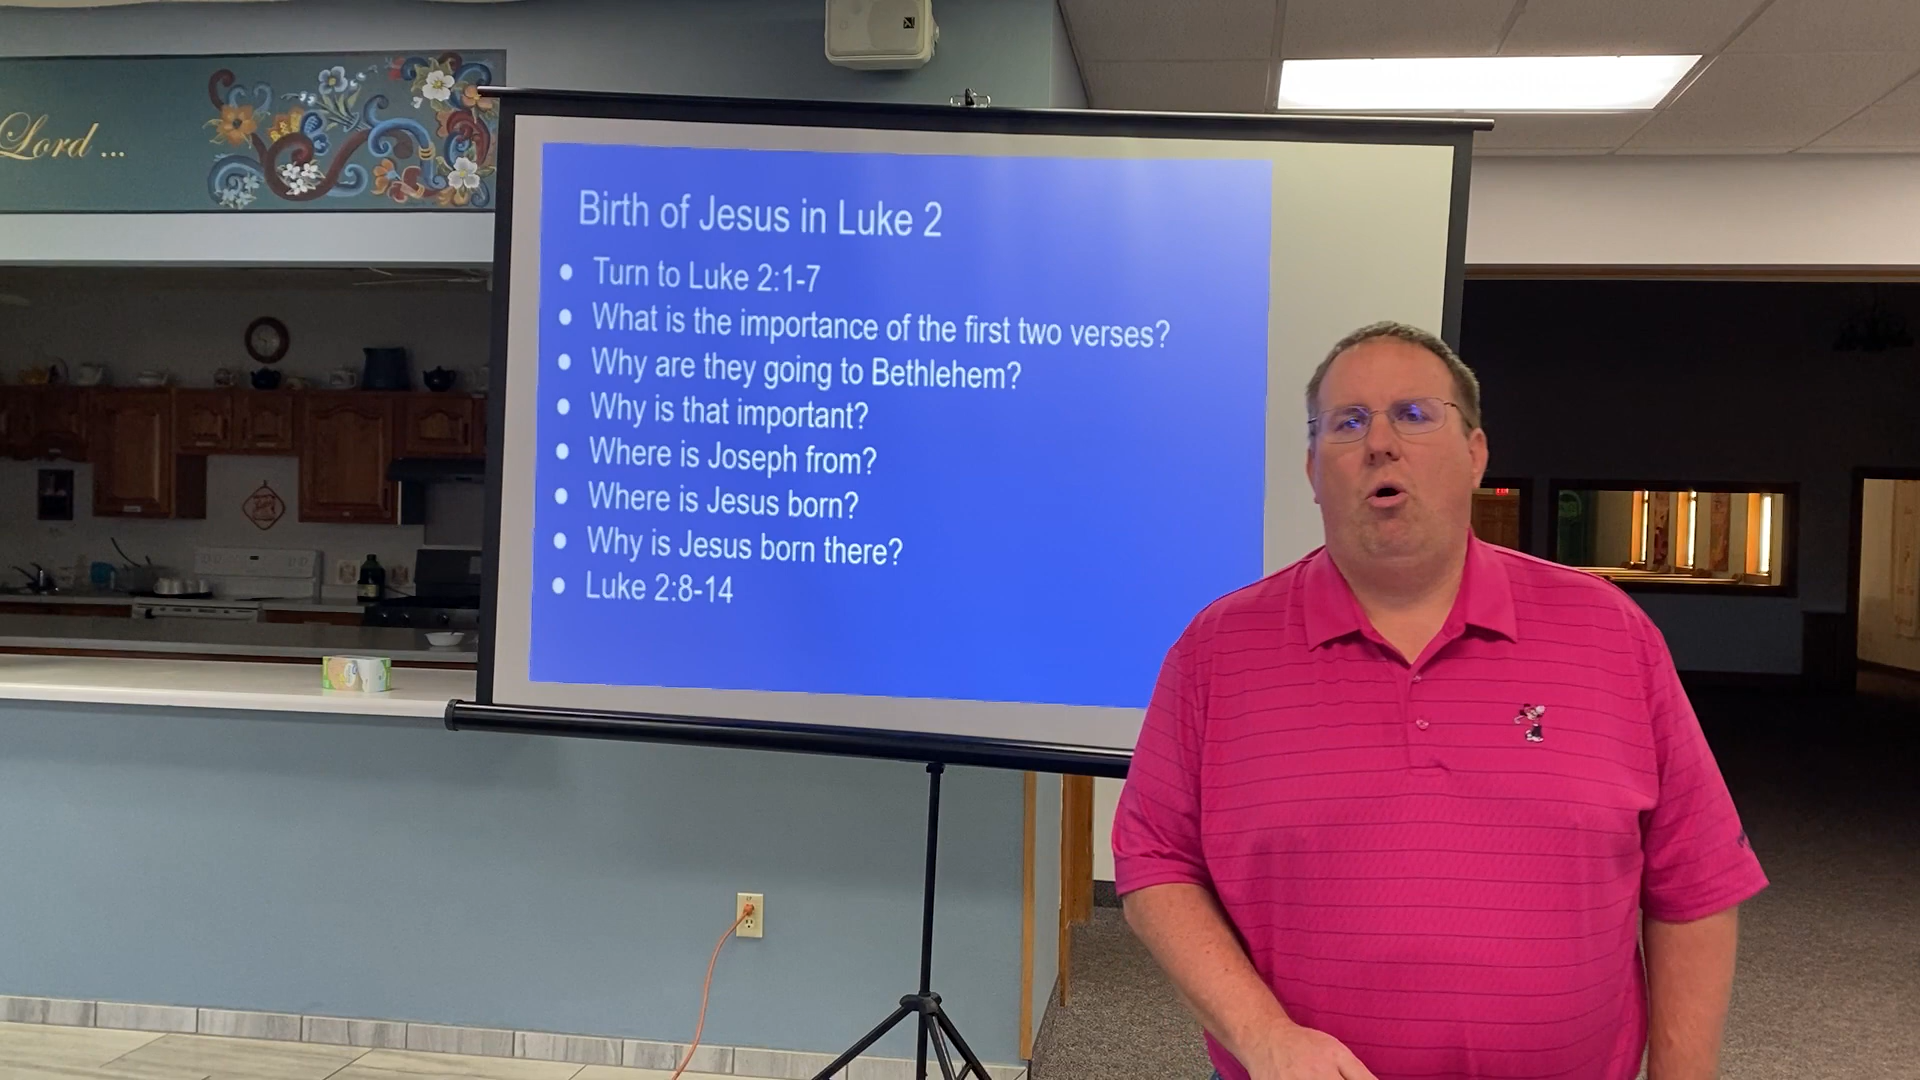 Lord ...
Birth of Jesus in Luke 2
● Turn to Luke 2:1-7
● What is the importance of the first two verses?
● Why are they going to Bethlehem?
● Why is that important?
● Where is Joseph from?
● Where is Jesus born?
● Why is Jesus born there?
● Luke 2:8-14